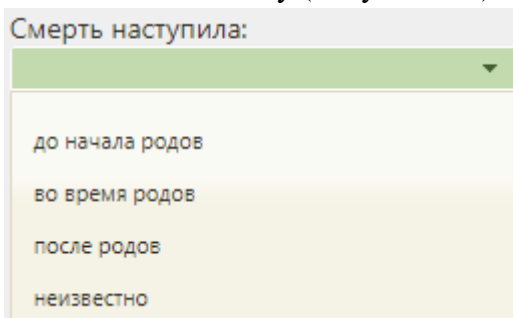 Смерть наступила:
до начала родов
во время родов
после родов
неизвестно